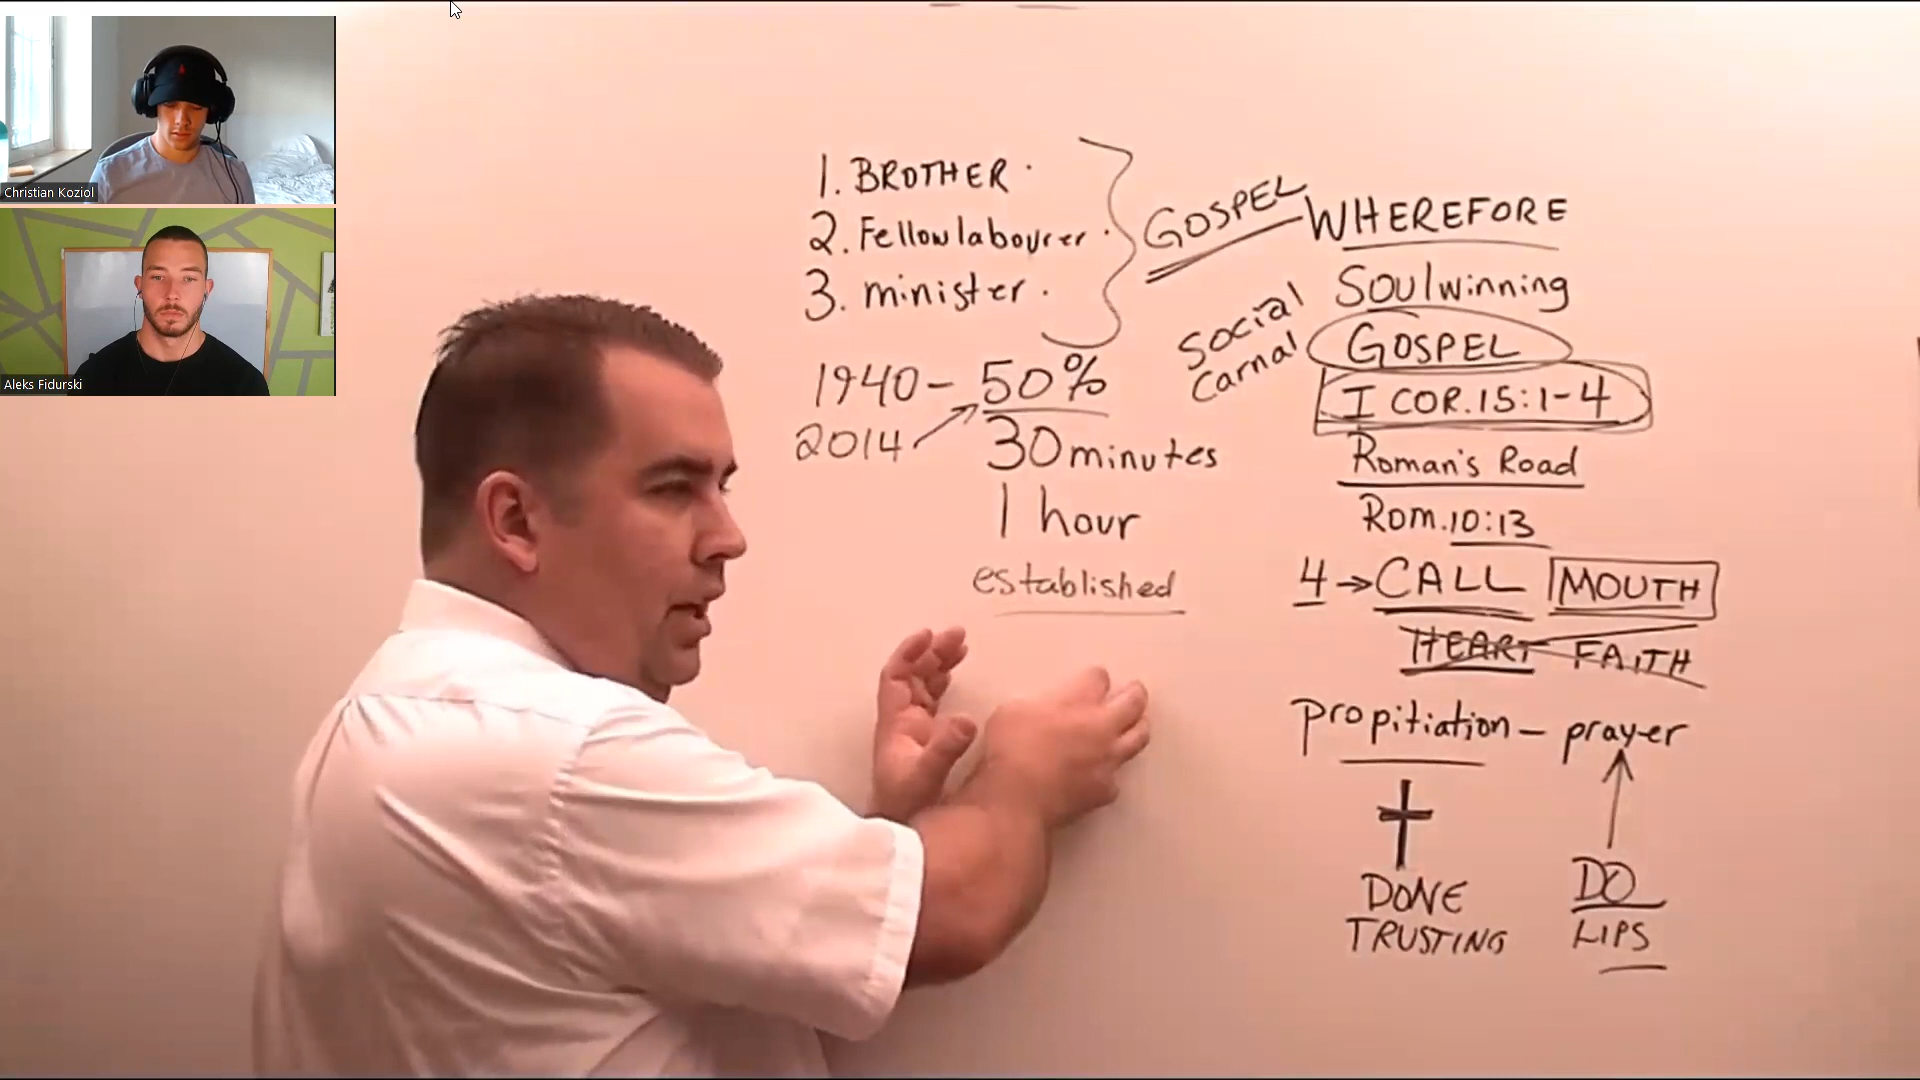 Christian Koziol
Aleks Fidurski
1. BROTHER
2. Fellowlabourer
3. minister
GOSPEL
1940 - 50%
2014
30 minutes
1 hour
established
WHEREFORE
Soulwinning
Social
Carnal
GOSPEL
I COR. 15:1-4
Roman's Road
Rom. 10:13
4 → CALL MOUTH
HEART FAITH
propitiation - prayer
DONE
TRUSTING
DO
LIPS